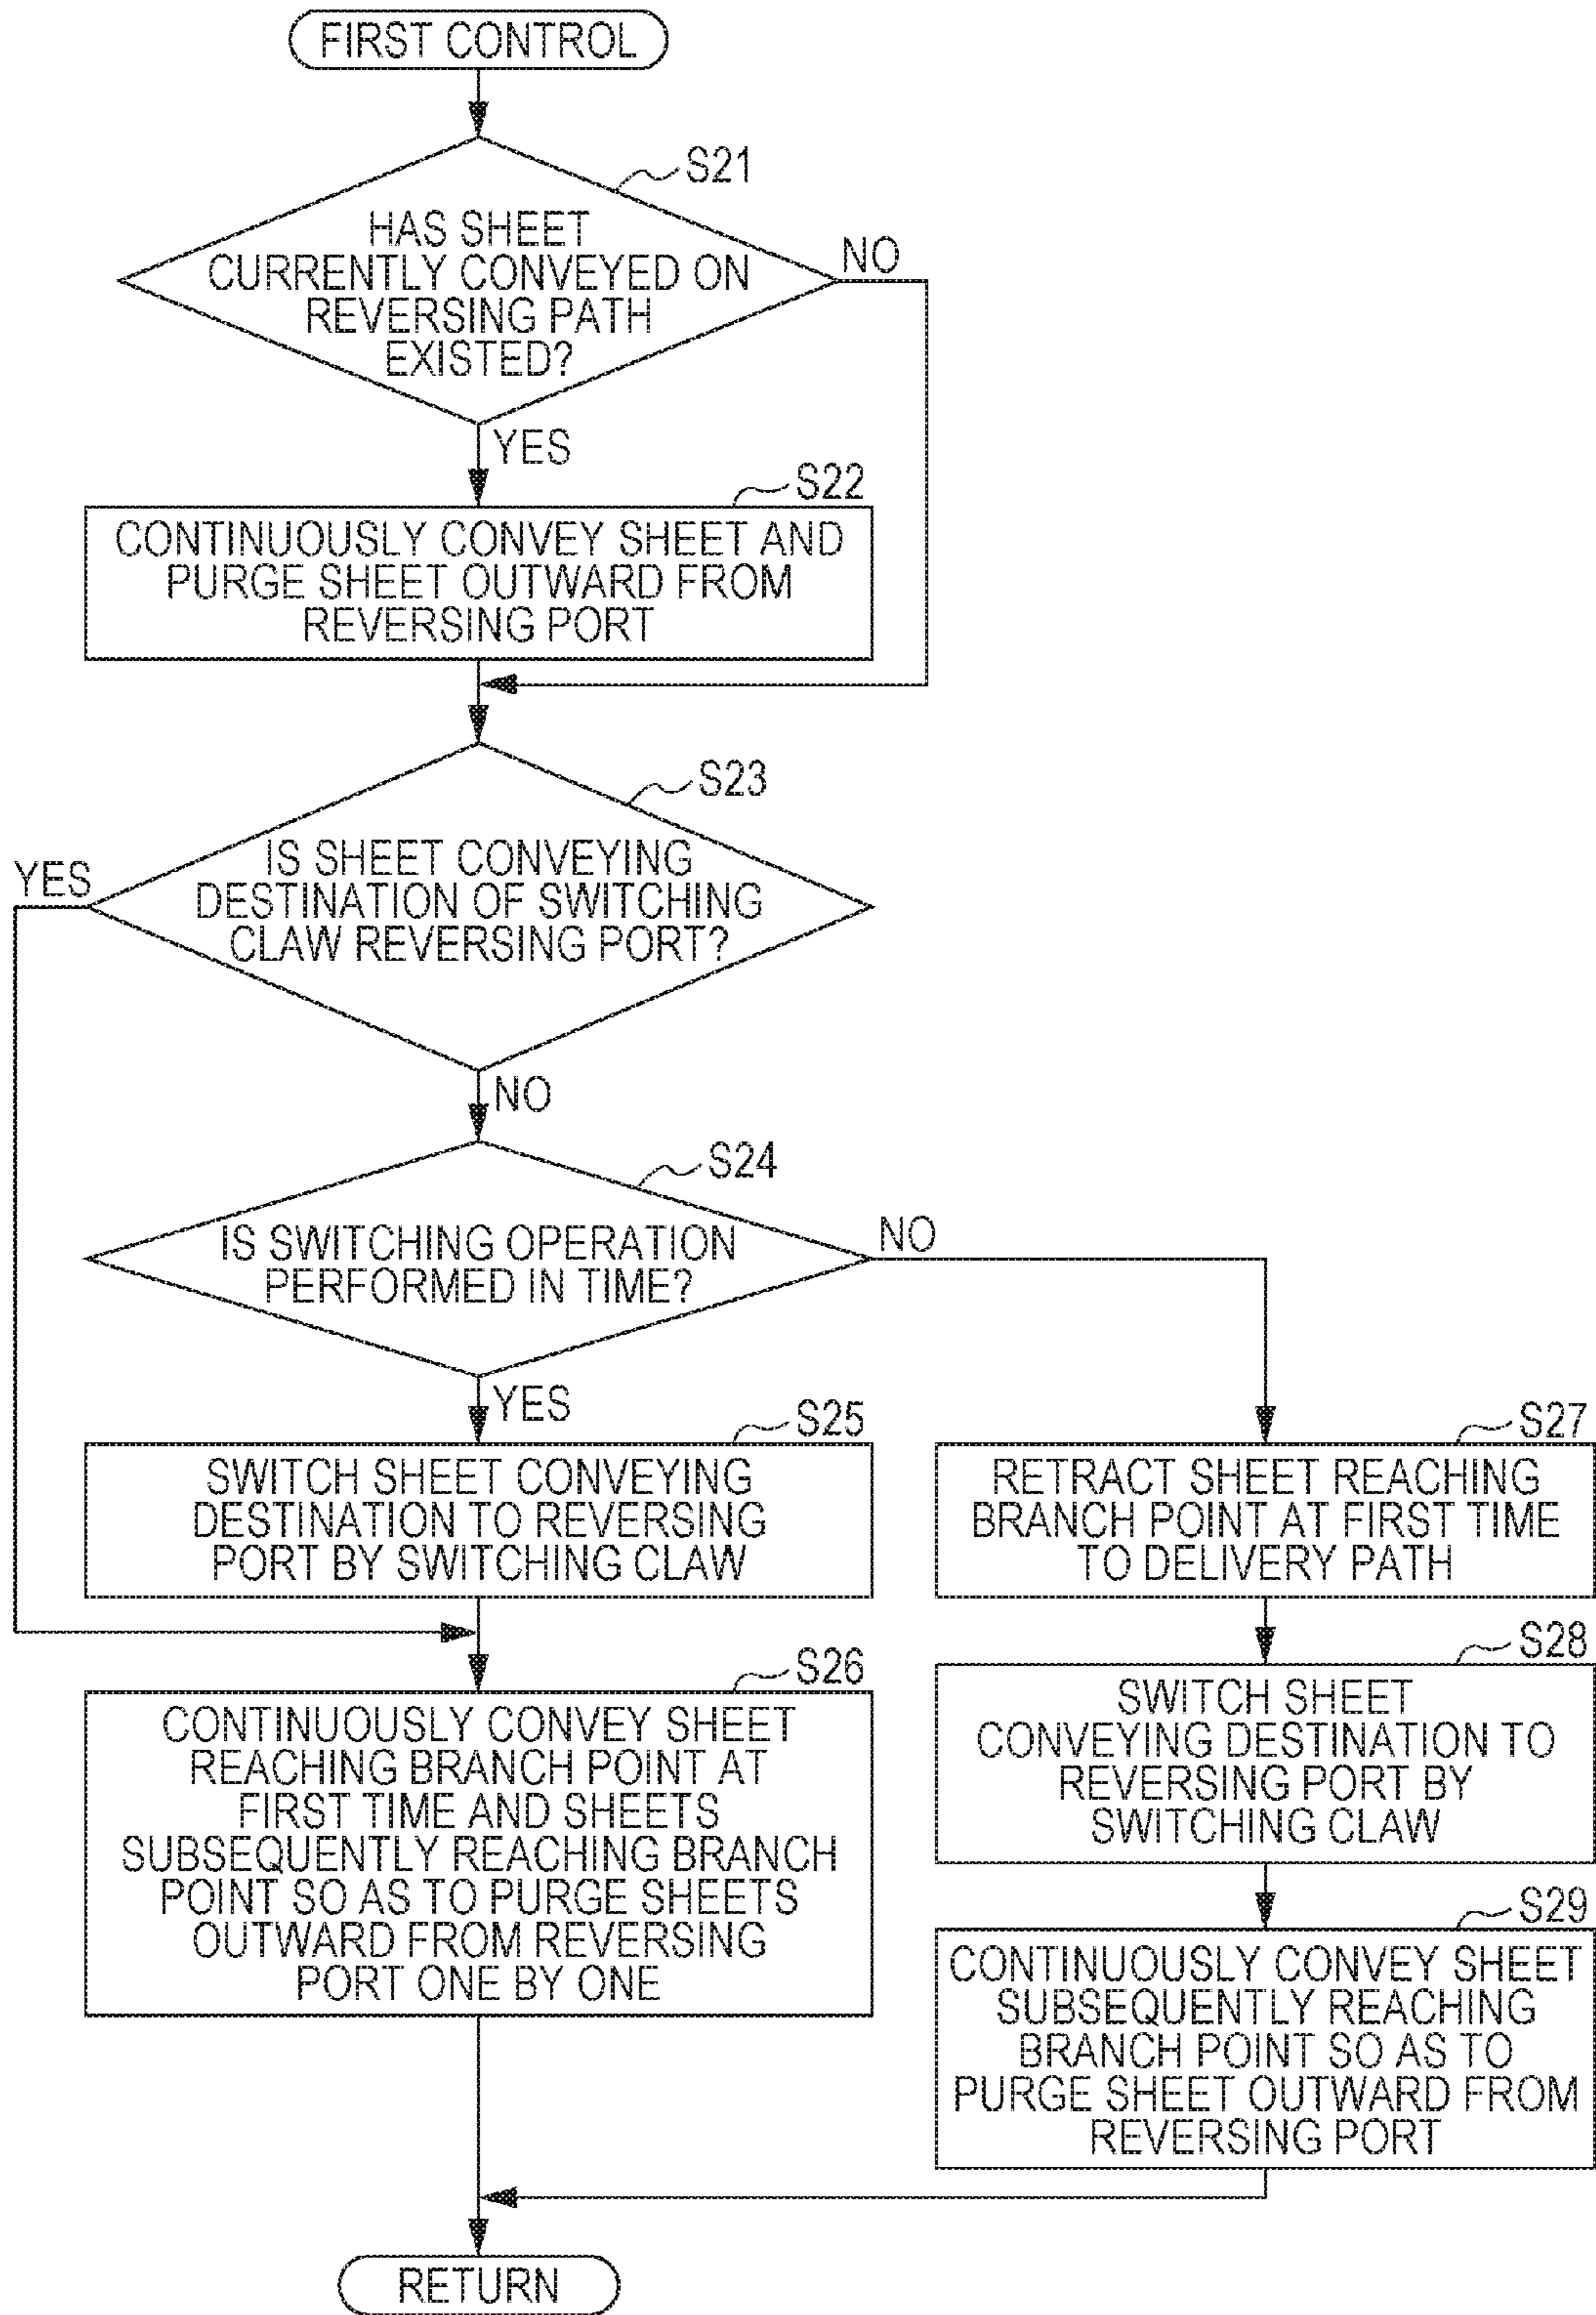 FIRST CONTROL
S21
HAS SHEET
CURRENTLY CONVEYED ON
REVERSING PATH
EXISTED?
NO
YES
S22
CONTINUOUSLY CONVEY SHEET AND
PURGE SHEET OUTWARD FROM
REVERSING PORT
S23
IS SHEET CONVEYING
DESTINATION OF SWITCHING
CLAW REVERSING PORT?
YES
NO
S24
IS SWITCHING OPERATION
PERFORMED IN TIME?
NO
YES
S25
SWITCH SHEET CONVEYING
DESTINATION TO REVERSING
PORT BY SWITCHING CLAW
S26
CONTINUOUSLY CONVEY SHEET
REACHING BRANCH POINT AT
FIRST TIME AND SHEETS
SUBSEQUENTLY REACHING BRANCH
POINT SO AS TO PURGE SHEETS
OUTWARD FROM REVERSING
PORT ONE BY ONE
S27
RETRACT SHEET REACHING
BRANCH POINT AT FIRST TIME
TO DELIVERY PATH
S28
SWITCH SHEET
CONVEYING DESTINATION TO
REVERSING PORT BY
SWITCHING CLAW
S29
CONTINUOUSLY CONVEY SHEET
SUBSEQUENTLY REACHING
BRANCH POINT SO AS TO
PURGE SHEET OUTWARD FROM
REVERSING PORT
RETURN